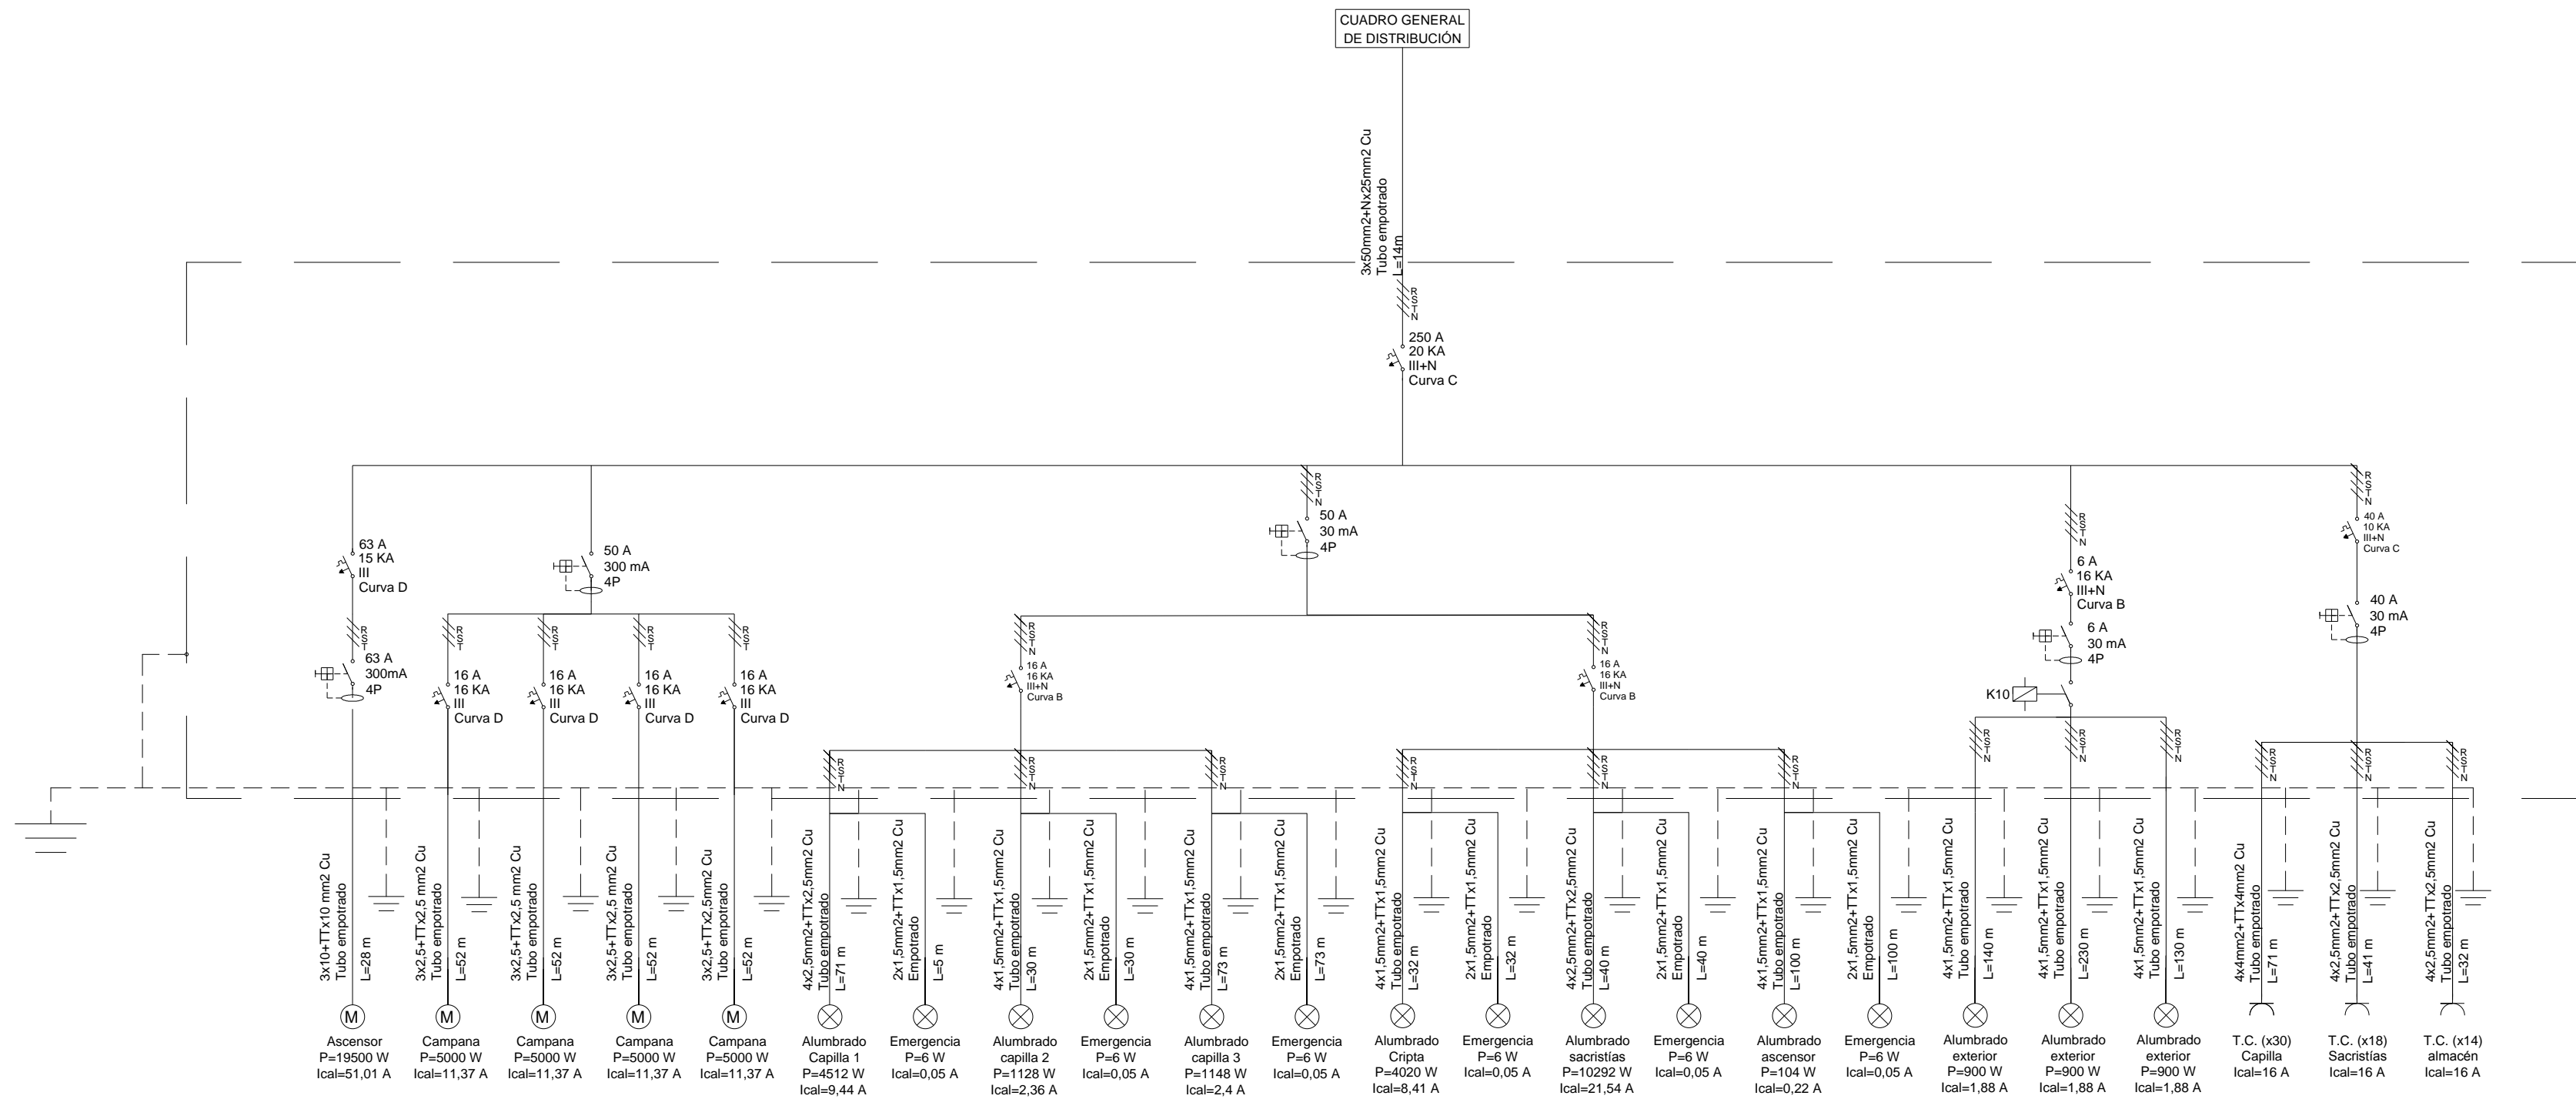 CUADRO GENERAL
DE DISTRIBUCIÓN
3x50mm2+Nx25mm2 Cu
Tubo empotrado
L=14m
R
S
T
N
250 A
20 KA
III+N
Curva C
63 A
15 KA
III
Curva D
R
S
T
63 A
300mA
4P
50 A
300 mA
4P
R
S
T
16 A
16 KA
III
Curva D
R
S
T
16 A
16 KA
III
Curva D
R
S
T
16 A
16 KA
III
Curva D
R
S
T
16 A
16 KA
III
Curva D
R
S
T
N
50 A
30 mA
4P
R
S
T
N
16 A
16 KA
III+N
Curva B
R
S
T
N
16 A
16 KA
III+N
Curva B
R
S
T
N
6 A
16 KA
III+N
Curva B
6 A
30 mA
4P
K10
R
S
T
N
40 A
10 KA
III+N
Curva C
40 A
30 mA
4P
R
S
T
N
R
S
T
N
R
S
T
N
R
S
T
N
R
S
T
N
R
S
T
N
R
S
T
N
R
S
T
N
R
S
T
N
R
S
T
N
R
S
T
N
R
S
T
N
3x10+TTx10 mm2 Cu
Tubo empotrado
L=28 m
3x2,5+TTx2,5 mm2 Cu
Tubo empotrado
L=52 m
3x2,5+TTx2,5 mm2 Cu
Tubo empotrado
L=52 m
3x2,5+TTx2,5 mm2 Cu
Tubo empotrado
L=52 m
3x2,5+TTx2,5mm2 Cu
Tubo empotrado
L=52 m
4x2,5mm2+TTx2,5mm2 Cu
Tubo empotrado
L=71 m
2x1,5mm2+TTx1,5mm2 Cu
Empotrado
L=5 m
4x1,5mm2+TTx1,5mm2 Cu
Tubo empotrado
L=30 m
2x1,5mm2+TTx1,5mm2 Cu
Empotrado
L=30 m
4x1,5mm2+TTx1,5mm2 Cu
Tubo empotrado
L=73 m
2x1,5mm2+TTx1,5mm2 Cu
Empotrado
L=73 m
4x1,5mm2+TTx1,5mm2 Cu
Tubo empotrado
L=32 m
2x1,5mm2+TTx1,5mm2 Cu
Empotrado
L=32 m
4x2,5mm2+TTx2,5mm2 Cu
Tubo empotrado
L=40 m
2x1,5mm2+TTx1,5mm2 Cu
Empotrado
L=40 m
4x1,5mm2+TTx1,5mm2 Cu
Tubo empotrado
L=100 m
2x1,5mm2+TTx1,5mm2 Cu
Empotrado
L=100 m
4x1,5mm2+TTx1,5mm2 Cu
Tubo empotrado
L=140 m
4x1,5mm2+TTx1,5mm2 Cu
Tubo empotrado
L=230 m
4x1,5mm2+TTx1,5mm2 Cu
Tubo empotrado
L=130 m
4x4mm2+TTx4mm2 Cu
Tubo empotrado
L=71 m
4x2,5mm2+TTx2,5mm2 Cu
Tubo empotrado
L=41 m
4x2,5mm2+TTx2,5mm2 Cu
Tubo empotrado
L=32 m
M
Ascensor
P=19500 W
Ical=51,01 A
M
Campana
P=5000 W
Ical=11,37 A
M
Campana
P=5000 W
Ical=11,37 A
M
Campana
P=5000 W
Ical=11,37 A
M
Campana
P=5000 W
Ical=11,37 A
Alumbrado
Capilla 1
P=4512 W
Ical=9,44 A
Emergencia
P=6 W
Ical=0,05 A
Alumbrado
capilla 2
P=1128 W
Ical=2,36 A
Emergencia
P=6 W
Ical=0,05 A
Alumbrado
capilla 3
P=1148 W
Ical=2,4 A
Emergencia
P=6 W
Ical=0,05 A
Alumbrado
Cripta
P=4020 W
Ical=8,41 A
Emergencia
P=6 W
Ical=0,05 A
Alumbrado
sacristías
P=10292 W
Ical=21,54 A
Emergencia
P=6 W
Ical=0,05 A
Alumbrado
ascensor
P=104 W
Ical=0,22 A
Emergencia
P=6 W
Ical=0,05 A
Alumbrado
exterior
P=900 W
Ical=1,88 A
Alumbrado
exterior
P=900 W
Ical=1,88 A
Alumbrado
exterior
P=900 W
Ical=1,88 A
T.C. (x30)
Capilla
Ical=16 A
T.C. (x18)
Sacristías
Ical=16 A
T.C. (x14)
almacén
Ical=16 A